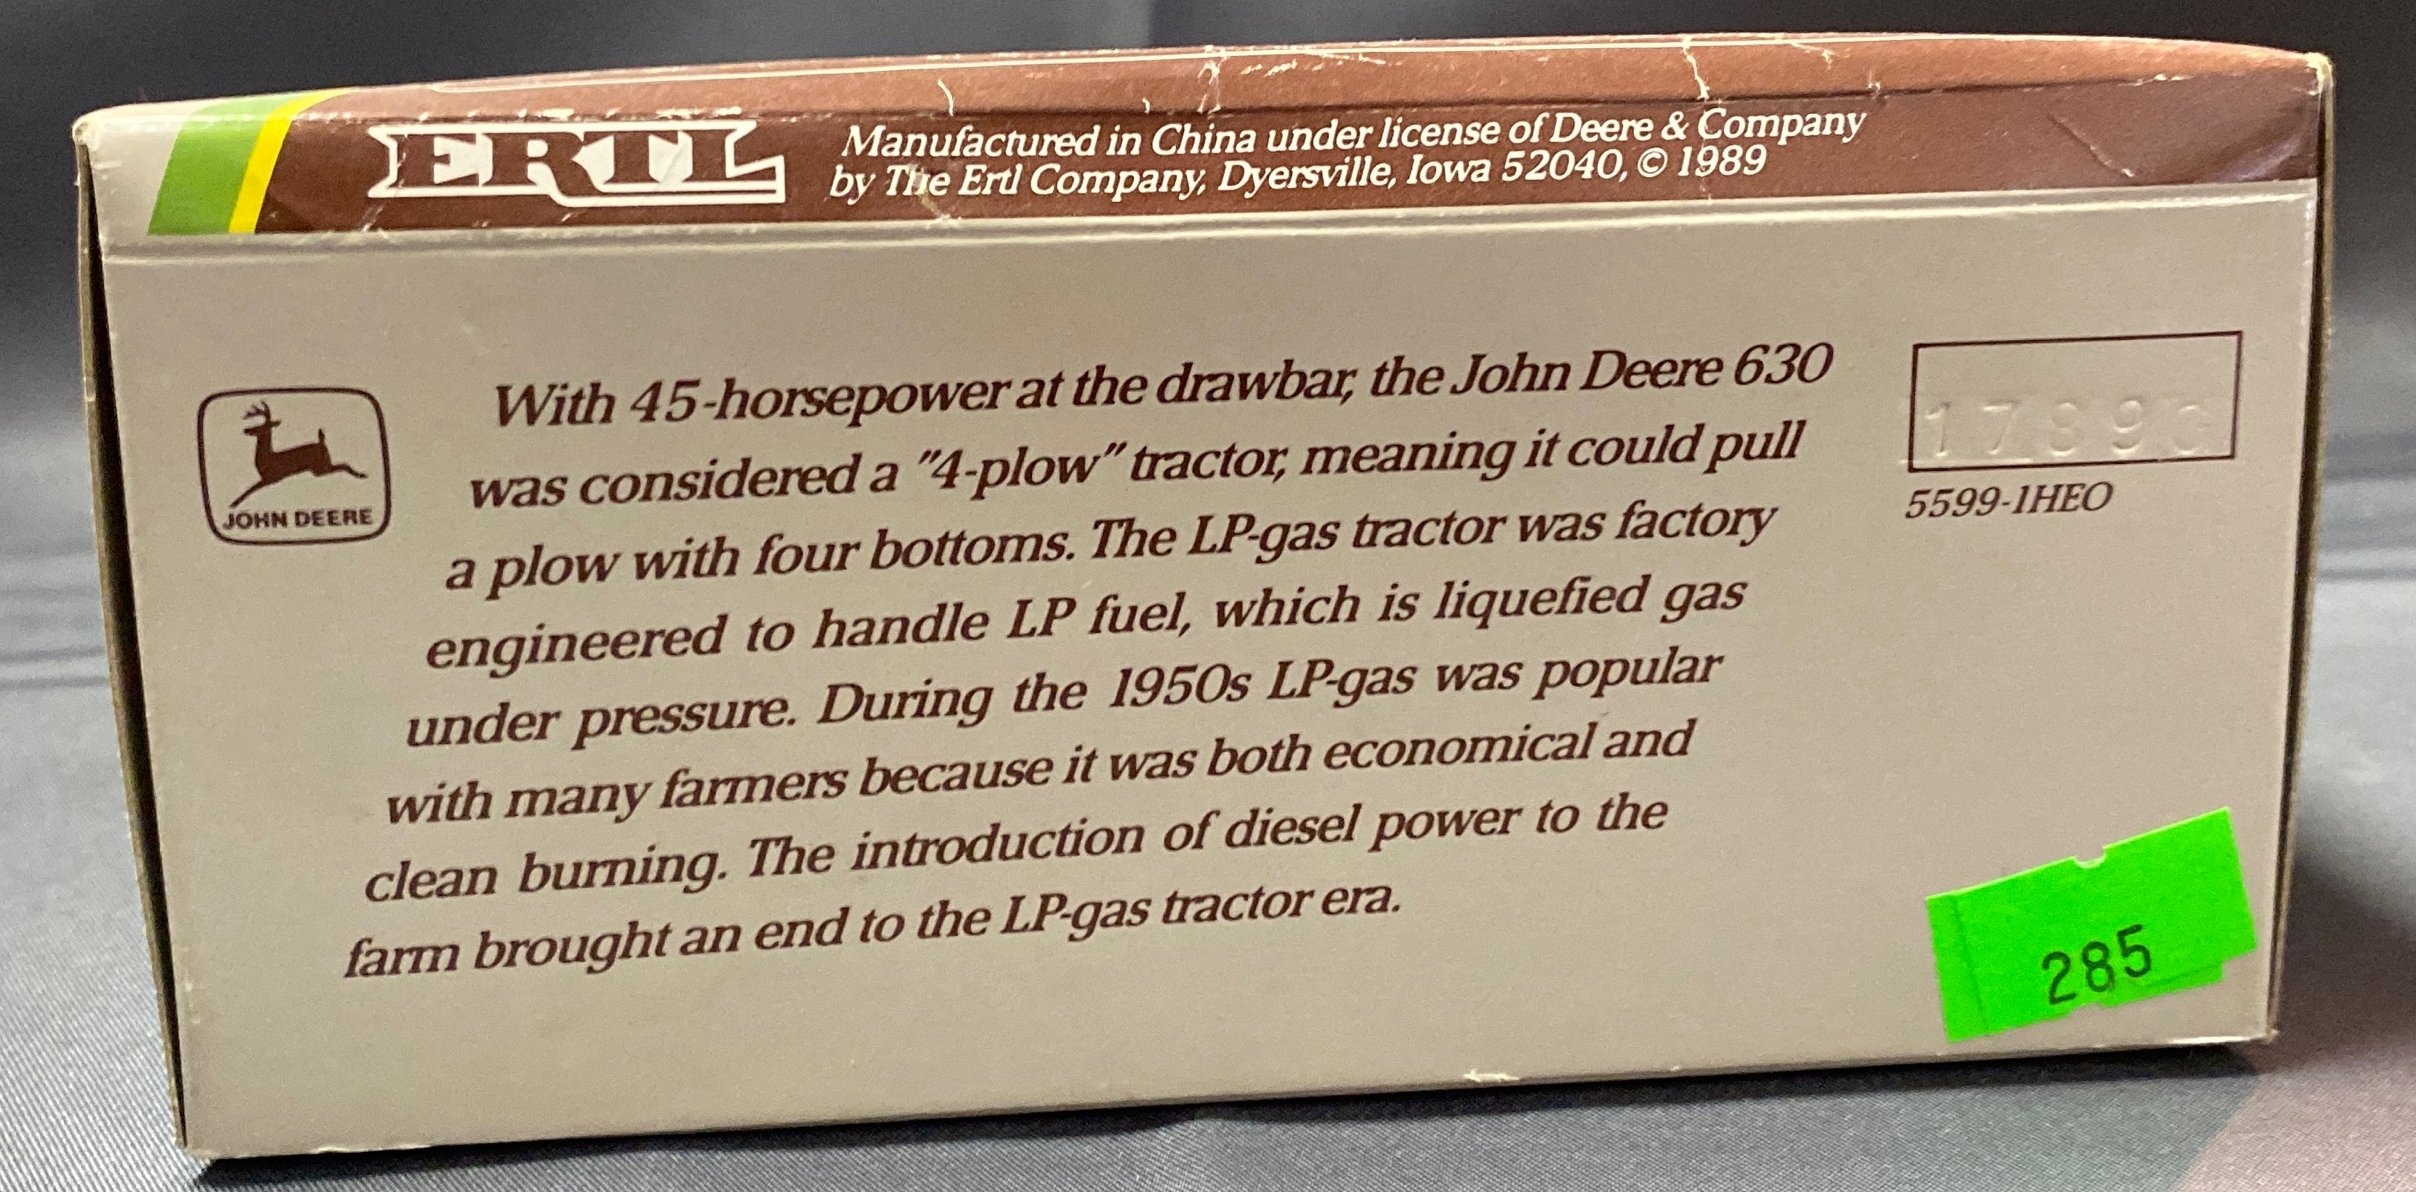 ERTL
Manufactured in China under license of Deere & Company
by The Ertl Company, Dyersville, Iowa 52040, © 1989
JOHN DEERE
With 45-horsepower at the drawbar, the John Deere 630
was considered a "4-plow" tractor, meaning it could pull
a plow with four bottoms. The LP-gas tractor was factory
engineered to handle LP fuel, which is liquefied gas
under pressure. During the 1950s LP-gas was popular
with many farmers because it was both economical and
clean burning. The introduction of diesel power to the
farm brought an end to the LP-gas tractor era.
5599-1HEO
285